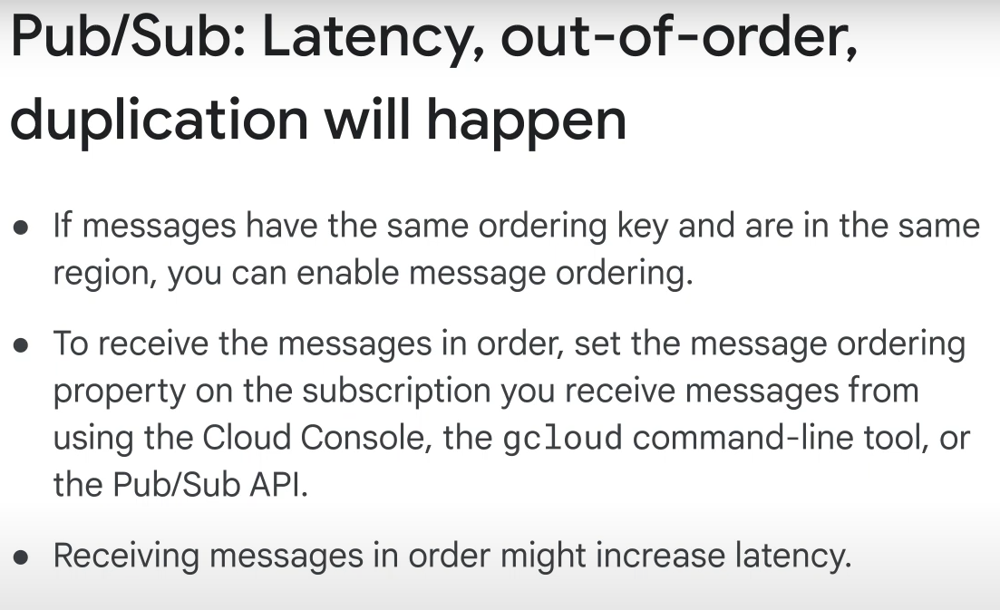 Pub/Sub: Latency, out-of-order,
duplication will happen
● If messages have the same ordering key and are in the same
region, you can enable message ordering.
● To receive the messages in order, set the message ordering
property on the subscription you receive messages from
using the Cloud Console, the gcloud command-line tool, or
the Pub/Sub API.
● Receiving messages in order might increase latency.